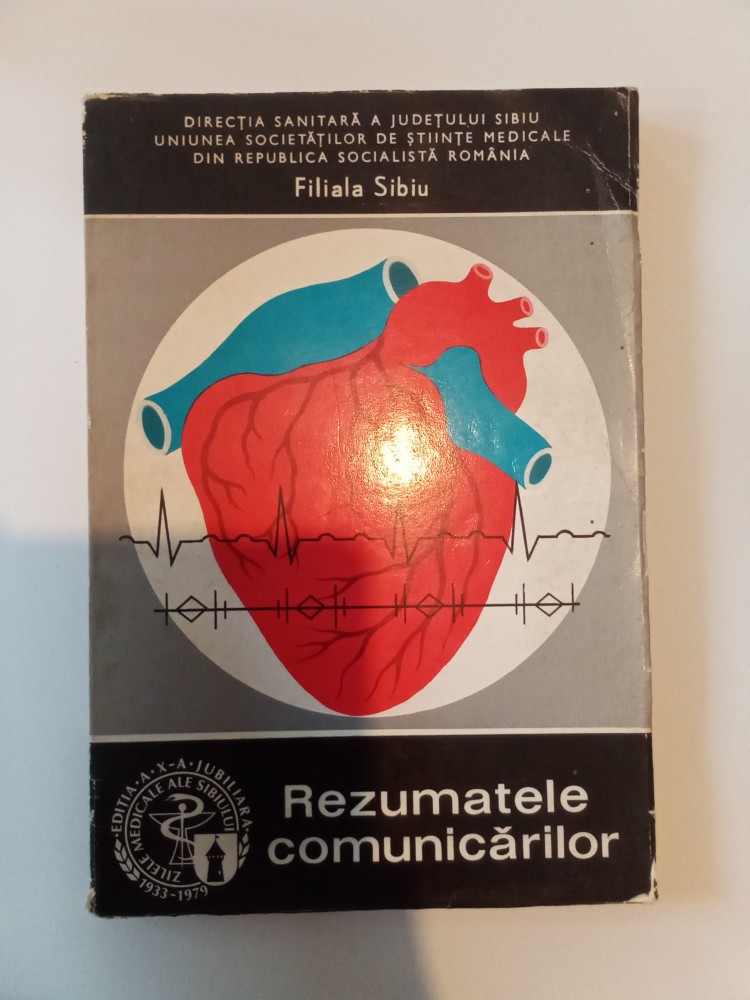 DIRECȚIA SANITARĂ A JUDEȚULUI SIBIU
UNIUNEA SOCIETĂȚILOR DE ȘTIINȚE MEDICALE
DIN REPUBLICA SOCIALISTĂ ROMÂNIA
Filiala Sibiu
EDIȚIA·A·X-A·JUBILIARĂ
ZILELE MEDICALE ALE SIBIULUI
1933-1979
Rezumatele
comunicărilor